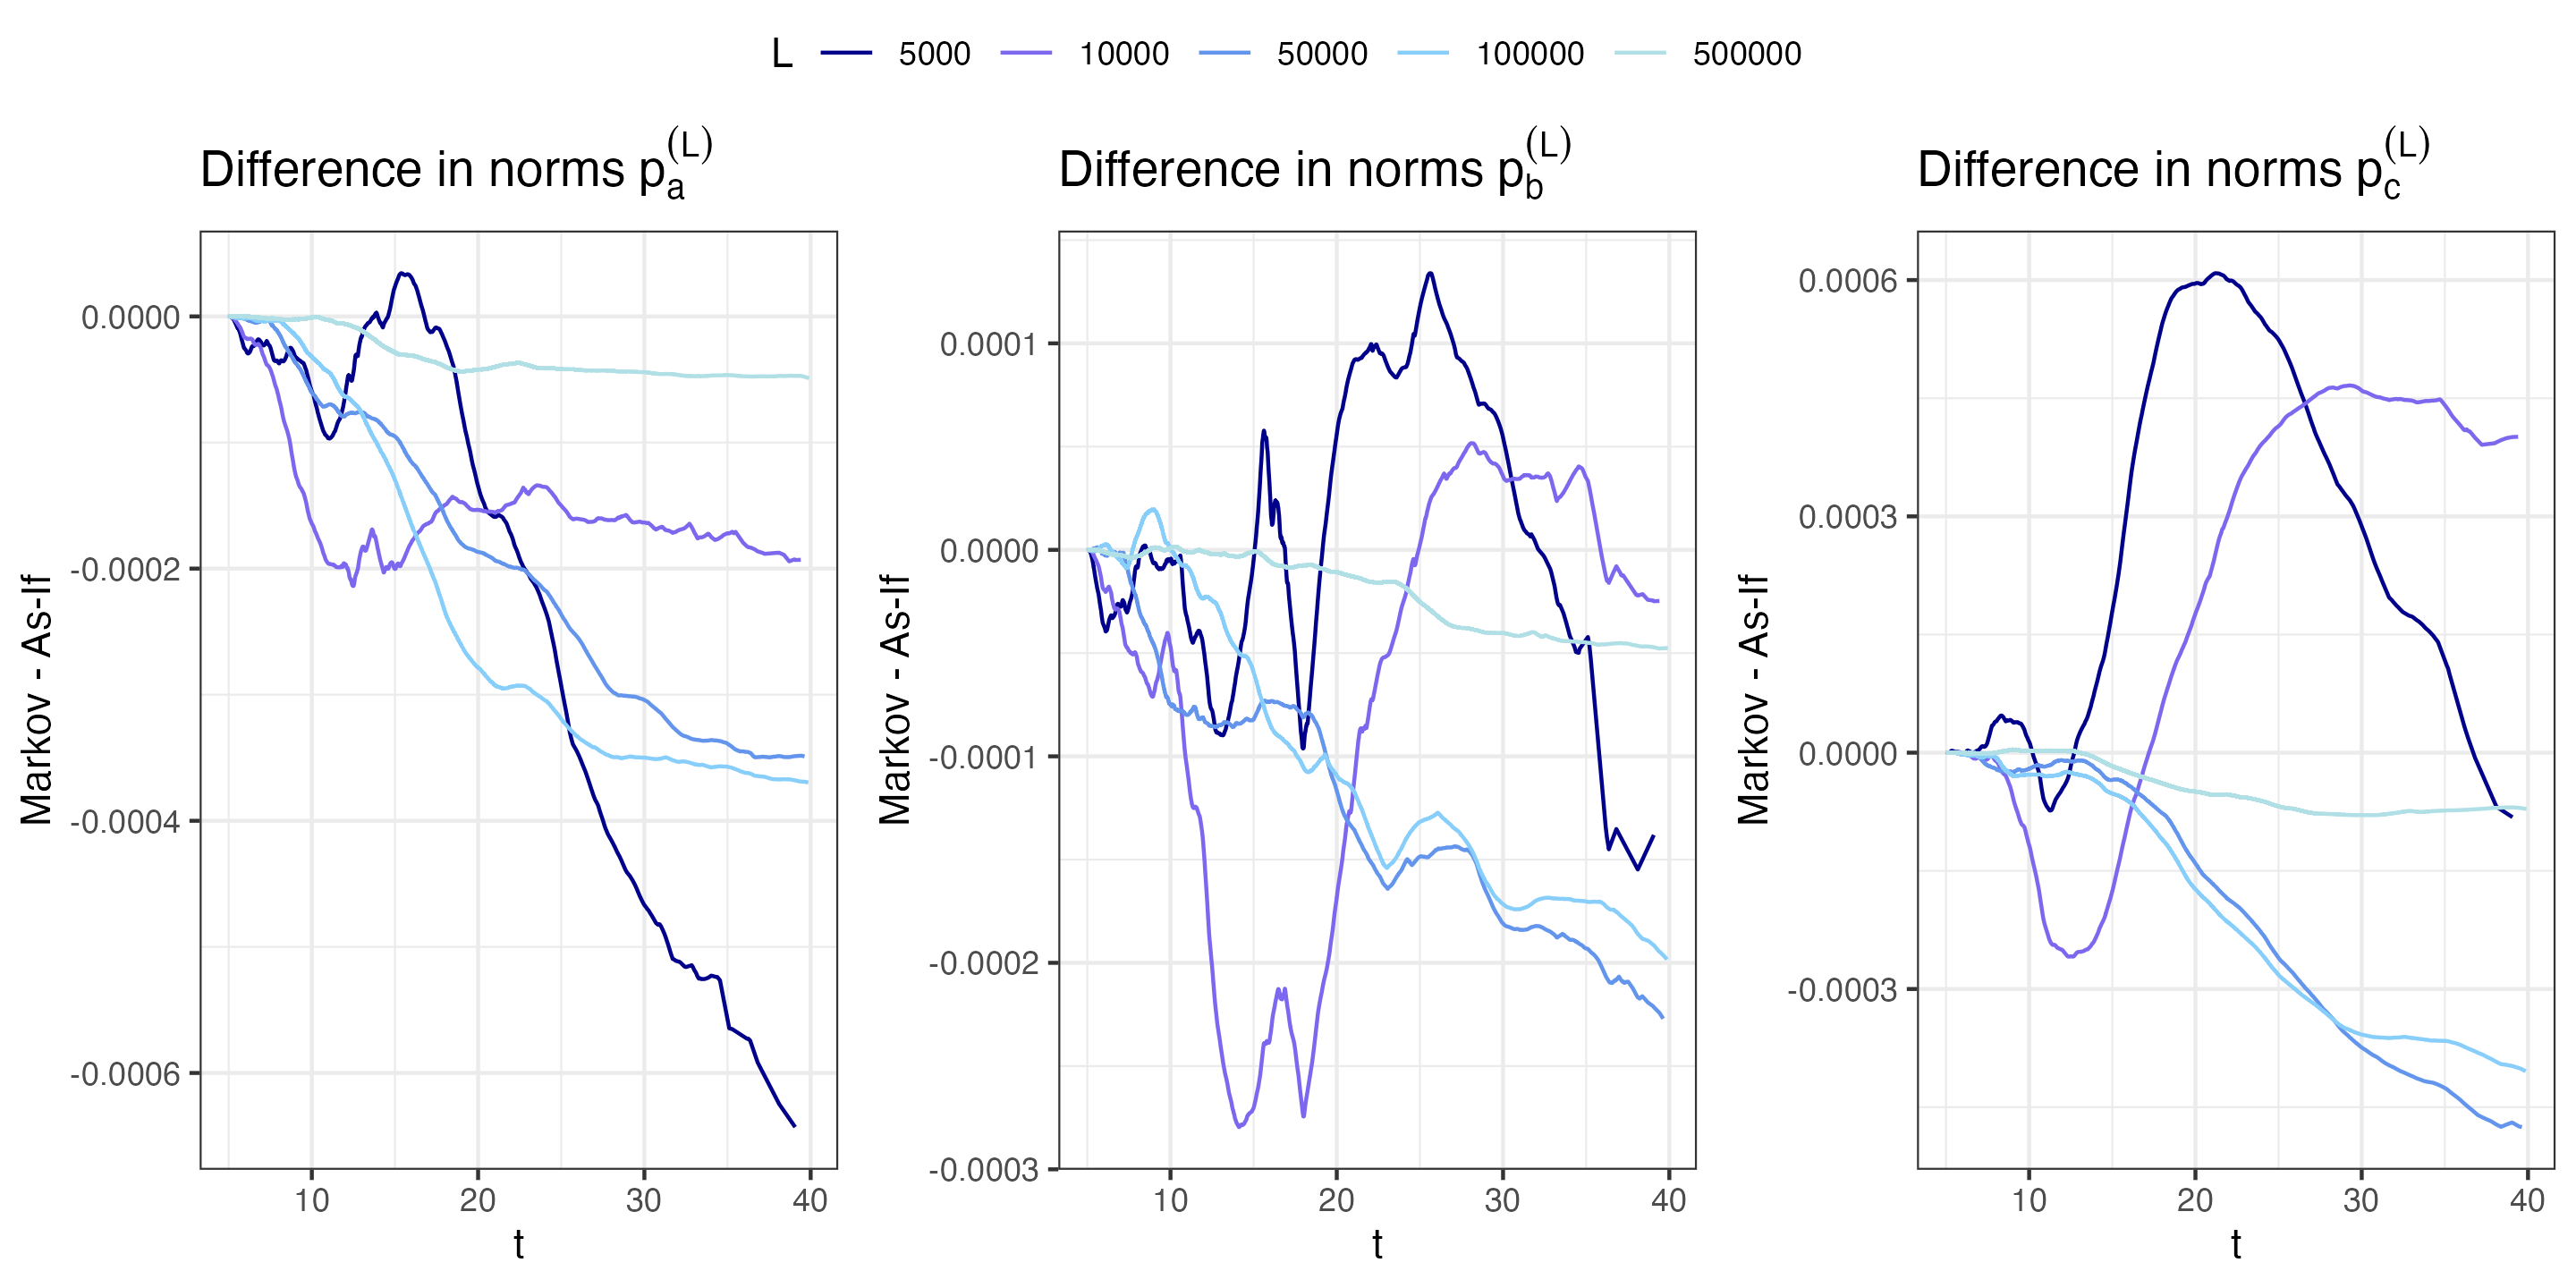 L 5000 10000 50000 100000 500000
Difference in norms p_a^(L)
Markov - As-If
0.0000
-0.0002
-0.0004
-0.0006
10 20 30 40
t
Difference in norms p_b^(L)
Markov - As-If
0.0001
0.0000
-0.0001
-0.0002
-0.0003
10 20 30 40
t
Difference in norms p_c^(L)
Markov - As-If
0.0006
0.0003
0.0000
-0.0003
10 20 30 40
t